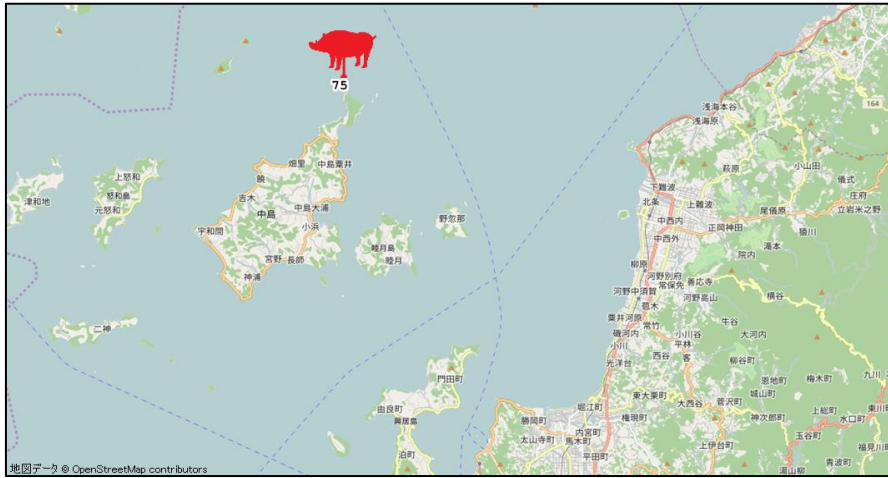 75
164
浅海本谷
浅海原
畑里
中島粟井
萩原
小山田
上怒和
饒
下難波
儀式
津和地
怒和島
吉木
北条
上難波
庄府
元怒和
中島
中島大浦
尾儀原
立岩米之野
宇和間
小浜
野忽那
中西内
正岡神田
猿川
睦月島
中西外
滝本
宮野
長師
睦月
院内
神浦
柳原
河野別府
善応寺
常保免
河野中須賀
河野高山
横谷
苞木
二神
粟井河原
常竹
牛谷
磯河内
小川谷
大河内
小川
平林
西谷
客
柳谷町
光洋台
門田町
恩地町
梅木町
九川
城山町
東大栗町
由良町
堀江町
大西谷
菅沢町
上総町
東川町
興居島
勝岡町
権現町
神次郎町
水口町
内宮町
太山寺町
馬木町
上伊台町
玉谷町
福見川町
泊町
平田町
青波町
湯山柳
地図データ © OpenStreetMap contributors